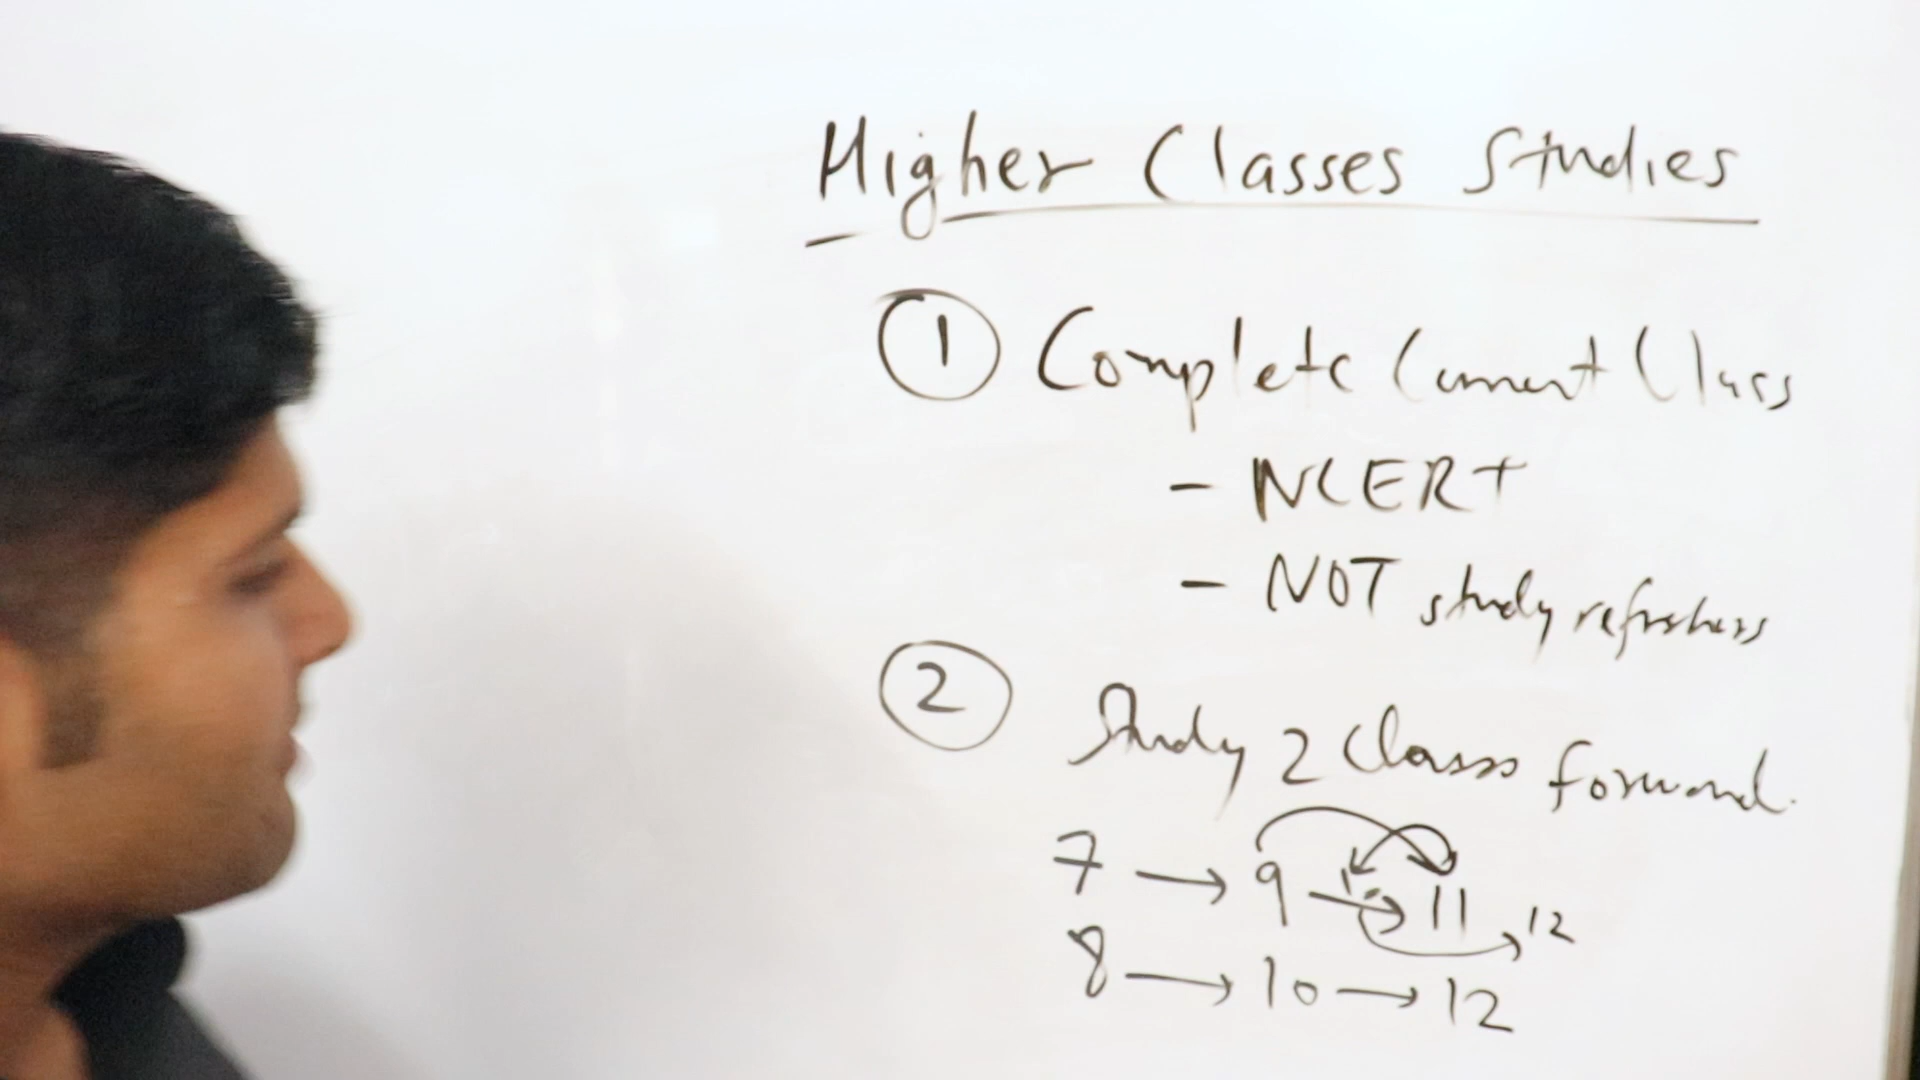 Higher Classes Studies
1 Complete Current Class
- NCERT
- NOT study refreshers
2 Study 2 Classes forward.
7 → 9 → 11 12
8 → 10 → 12